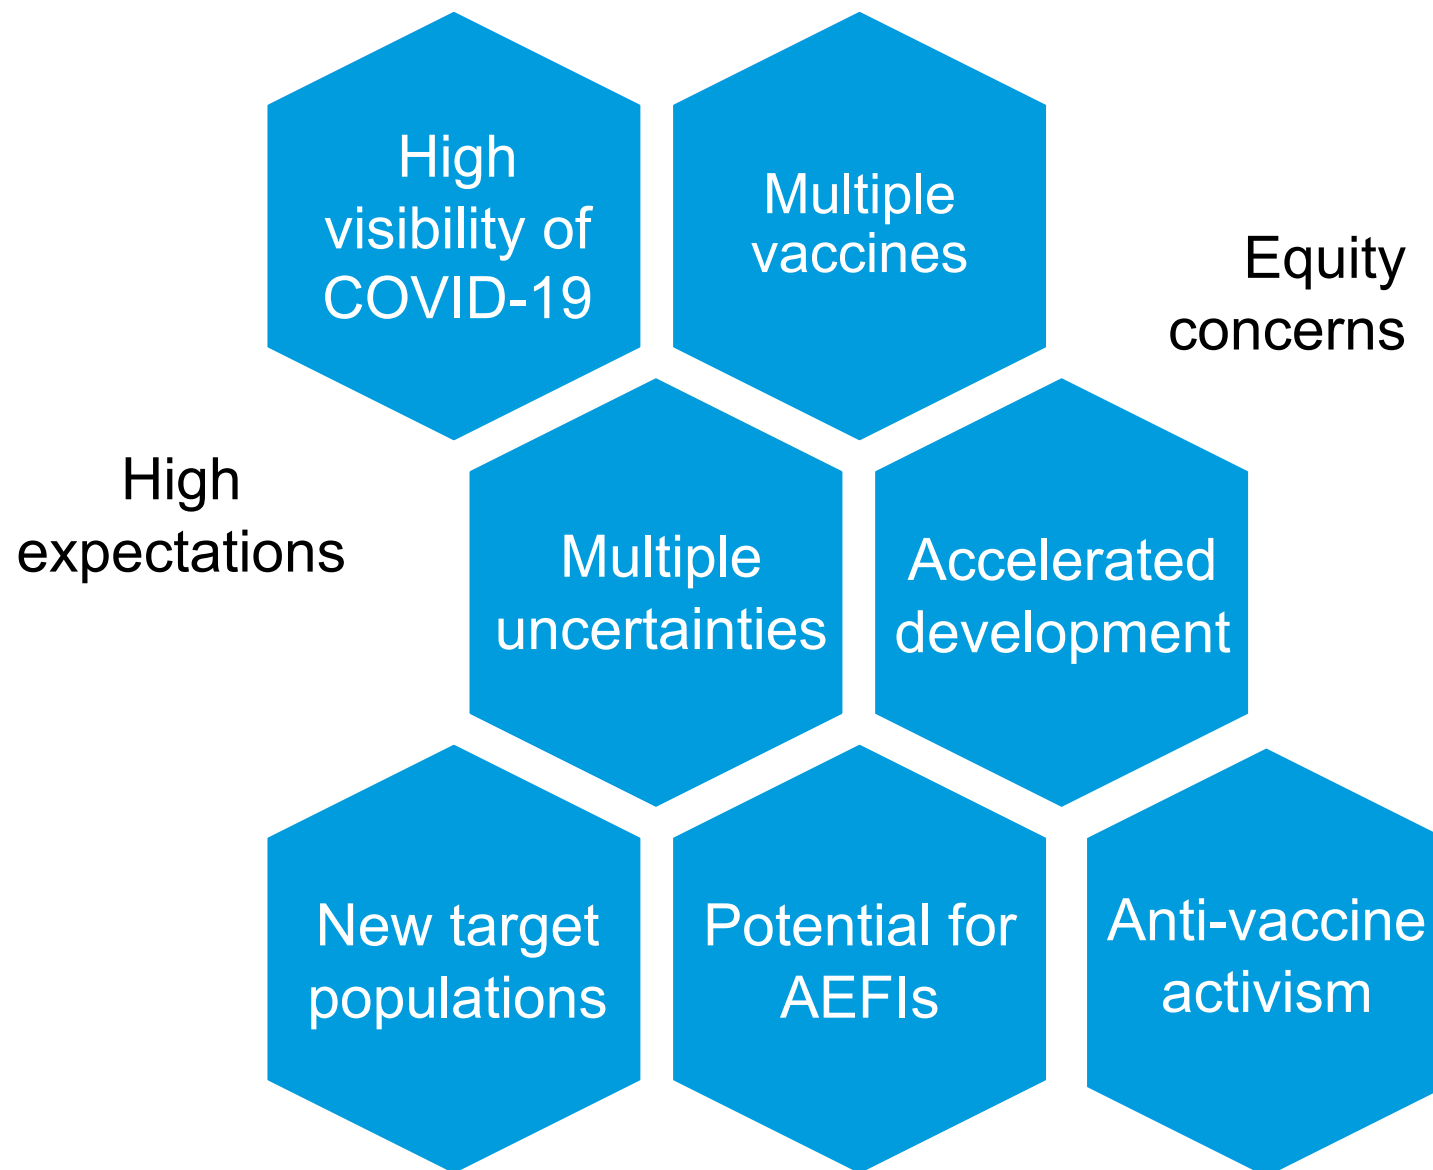 High
visibility of
COVID-19
Multiple
vaccines
Equity
concerns
High
expectations
Multiple
uncertainties
Accelerated
development
New target
populations
Potential for
AEFIs
Anti-vaccine
activism